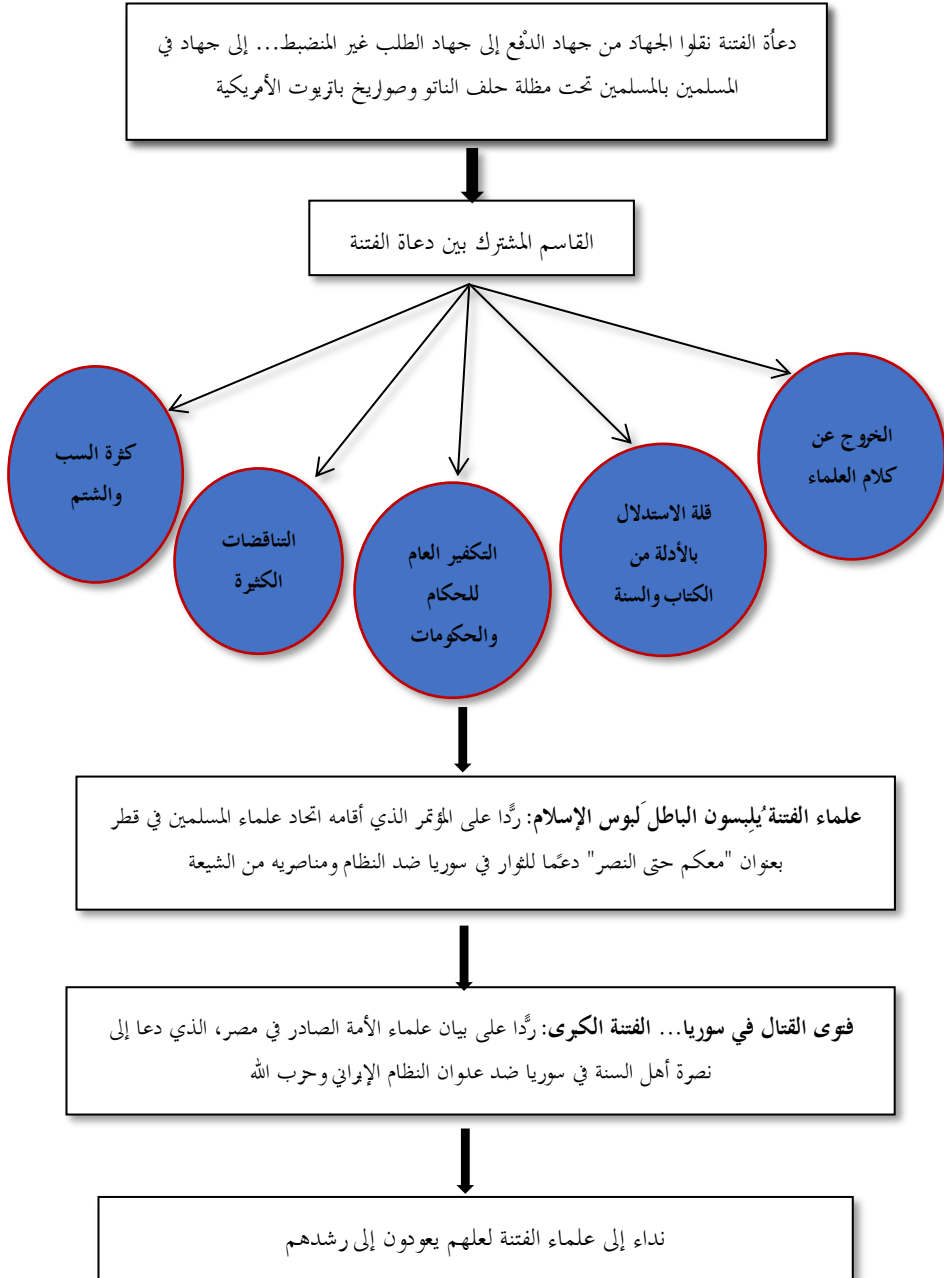 دعاُة الفتنة نقلوا الجهاَد من جهاد الدْفع إلى جهاد الطلب غير المنضبط... إلى جهاد في
المسلمين بالمسلمين تحت مظلة حلف الناتو وصواريخ باتريوت الأمريكية
القاسم المشترك بين دعاة الفتنة
الخروج عن
كلام العلماء
قلة الاستدلال
بالأدلة من
الكتاب والسنة
التكفير العام
للحكام
والحكومات
التناقضات
الكثيرة
كثرة السب
والشتم
علماء الفتنة ُيلِبسون الباطل لَبوس الإسلام: ردًّا على المؤتمر الذي أقامه اتحاد علماء المسلمين في قطر
بعنوان "معكم حتى النصر" دعمًا للثوار في سوريا ضد النظام ومناصريه من الشيعة
فتوى القتال في سوريا... الفتنة الكبرى: ردًّا على بيان علماء الأمة الصادر في مصر، الذي دعا إلى
نصرة أهل السنة في سوريا ضد عدوان النظام الإيراني وحزب الله
نداء إلى علماء الفتنة لعلهم يعودون إلى رشدهم